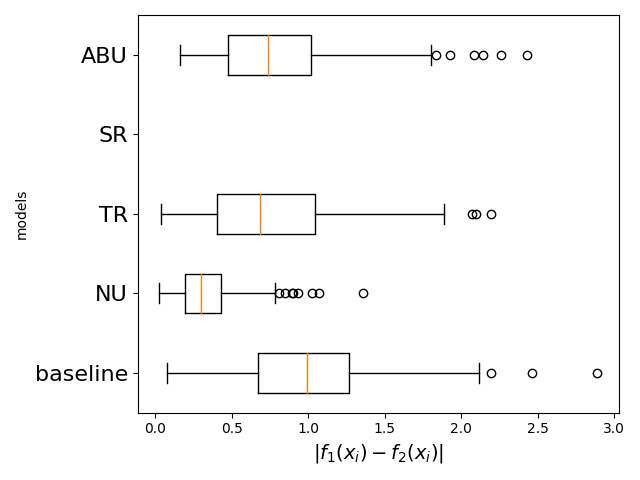 ABU
SR
TR
NU
baseline
models
0.0 0.5 1.0 1.5 2.0 2.5 3.0
|f₁(xᵢ) − f₂(xᵢ)|